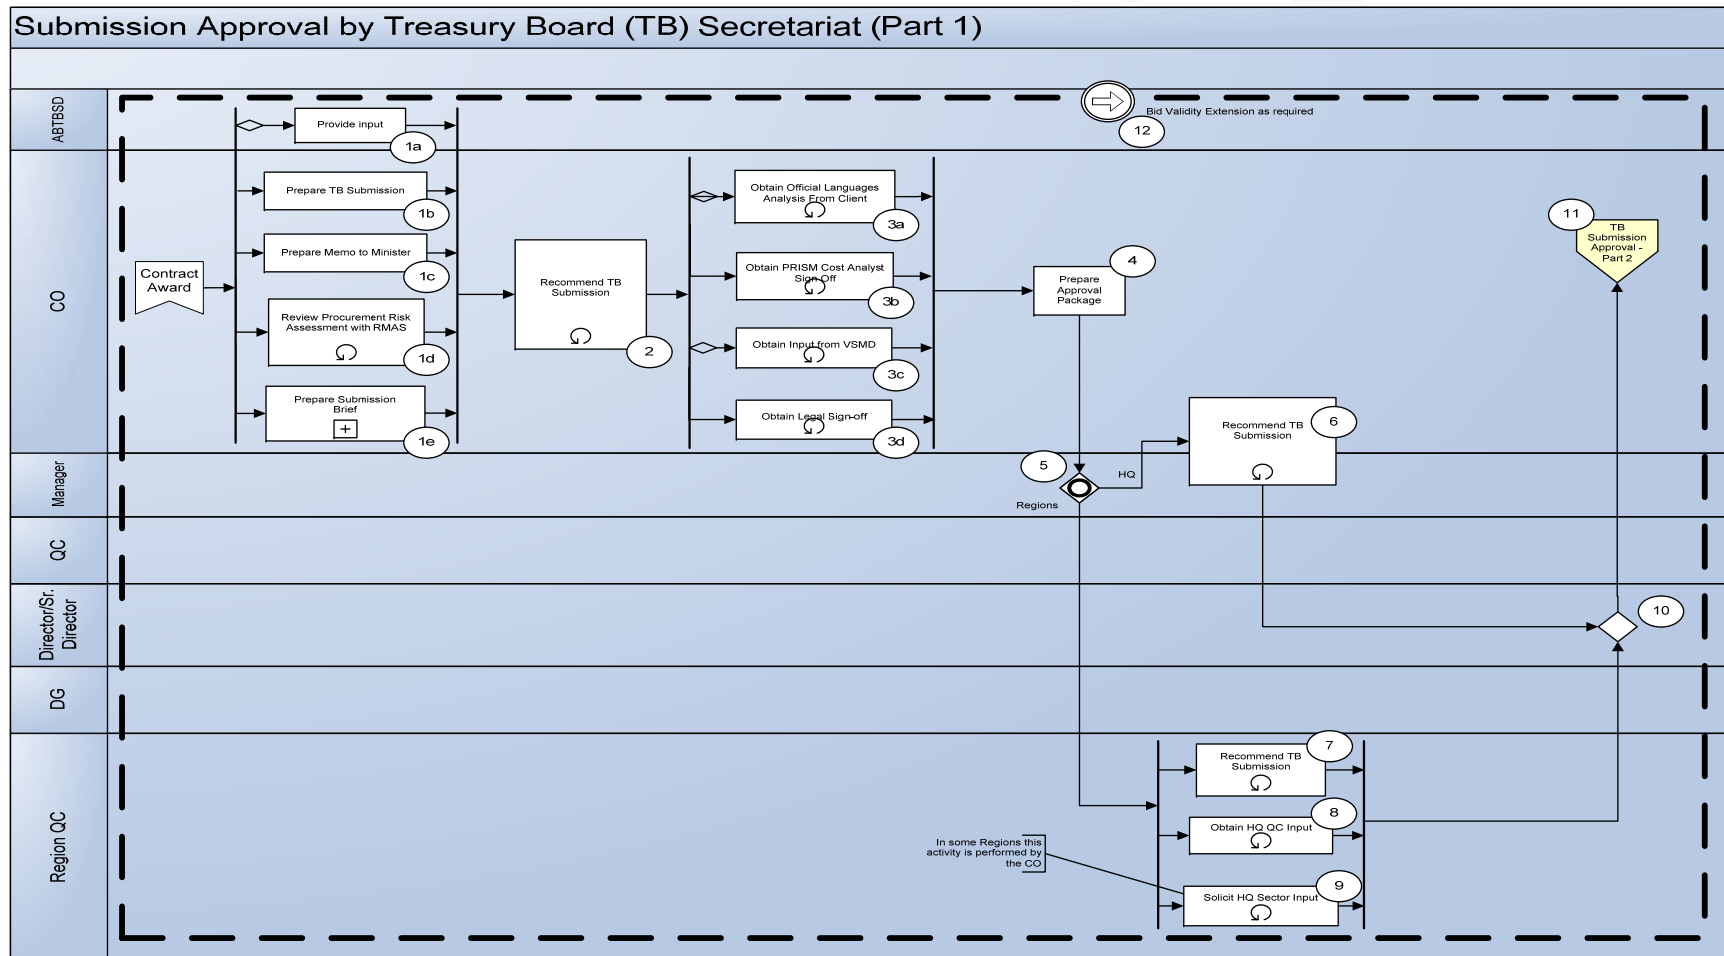 Submission Approval by Treasury Board (TB) Secretariat (Part 1)
ABTBSD
Provide input
1a
Bid Validity Extension as required
12
CO
Contract
Award
Prepare TB Submission
1b
Prepare Memo to Minister
1c
Review Procurement Risk
Assessment with RMAS
1d
Prepare Submission
Brief
1e
Recommend TB
Submission
2
Obtain Official Languages
Analysis From Client
3a
Obtain PRISM Cost Analyst
Sign-Off
3b
Obtain Input from VSMD
3c
Obtain Legal Sign-off
3d
4
Prepare
Approval
Package
11
TB
Submission
Approval -
Part 2
6
Recommend TB
Submission
Manager
5
HQ
Regions
QC
Director/Sr.
Director
10
DG
Region QC
7
Recommend TB
Submission
8
Obtain HQ QC Input
In some Regions this
activity is performed by
the CO
9
Solicit HQ Sector Input